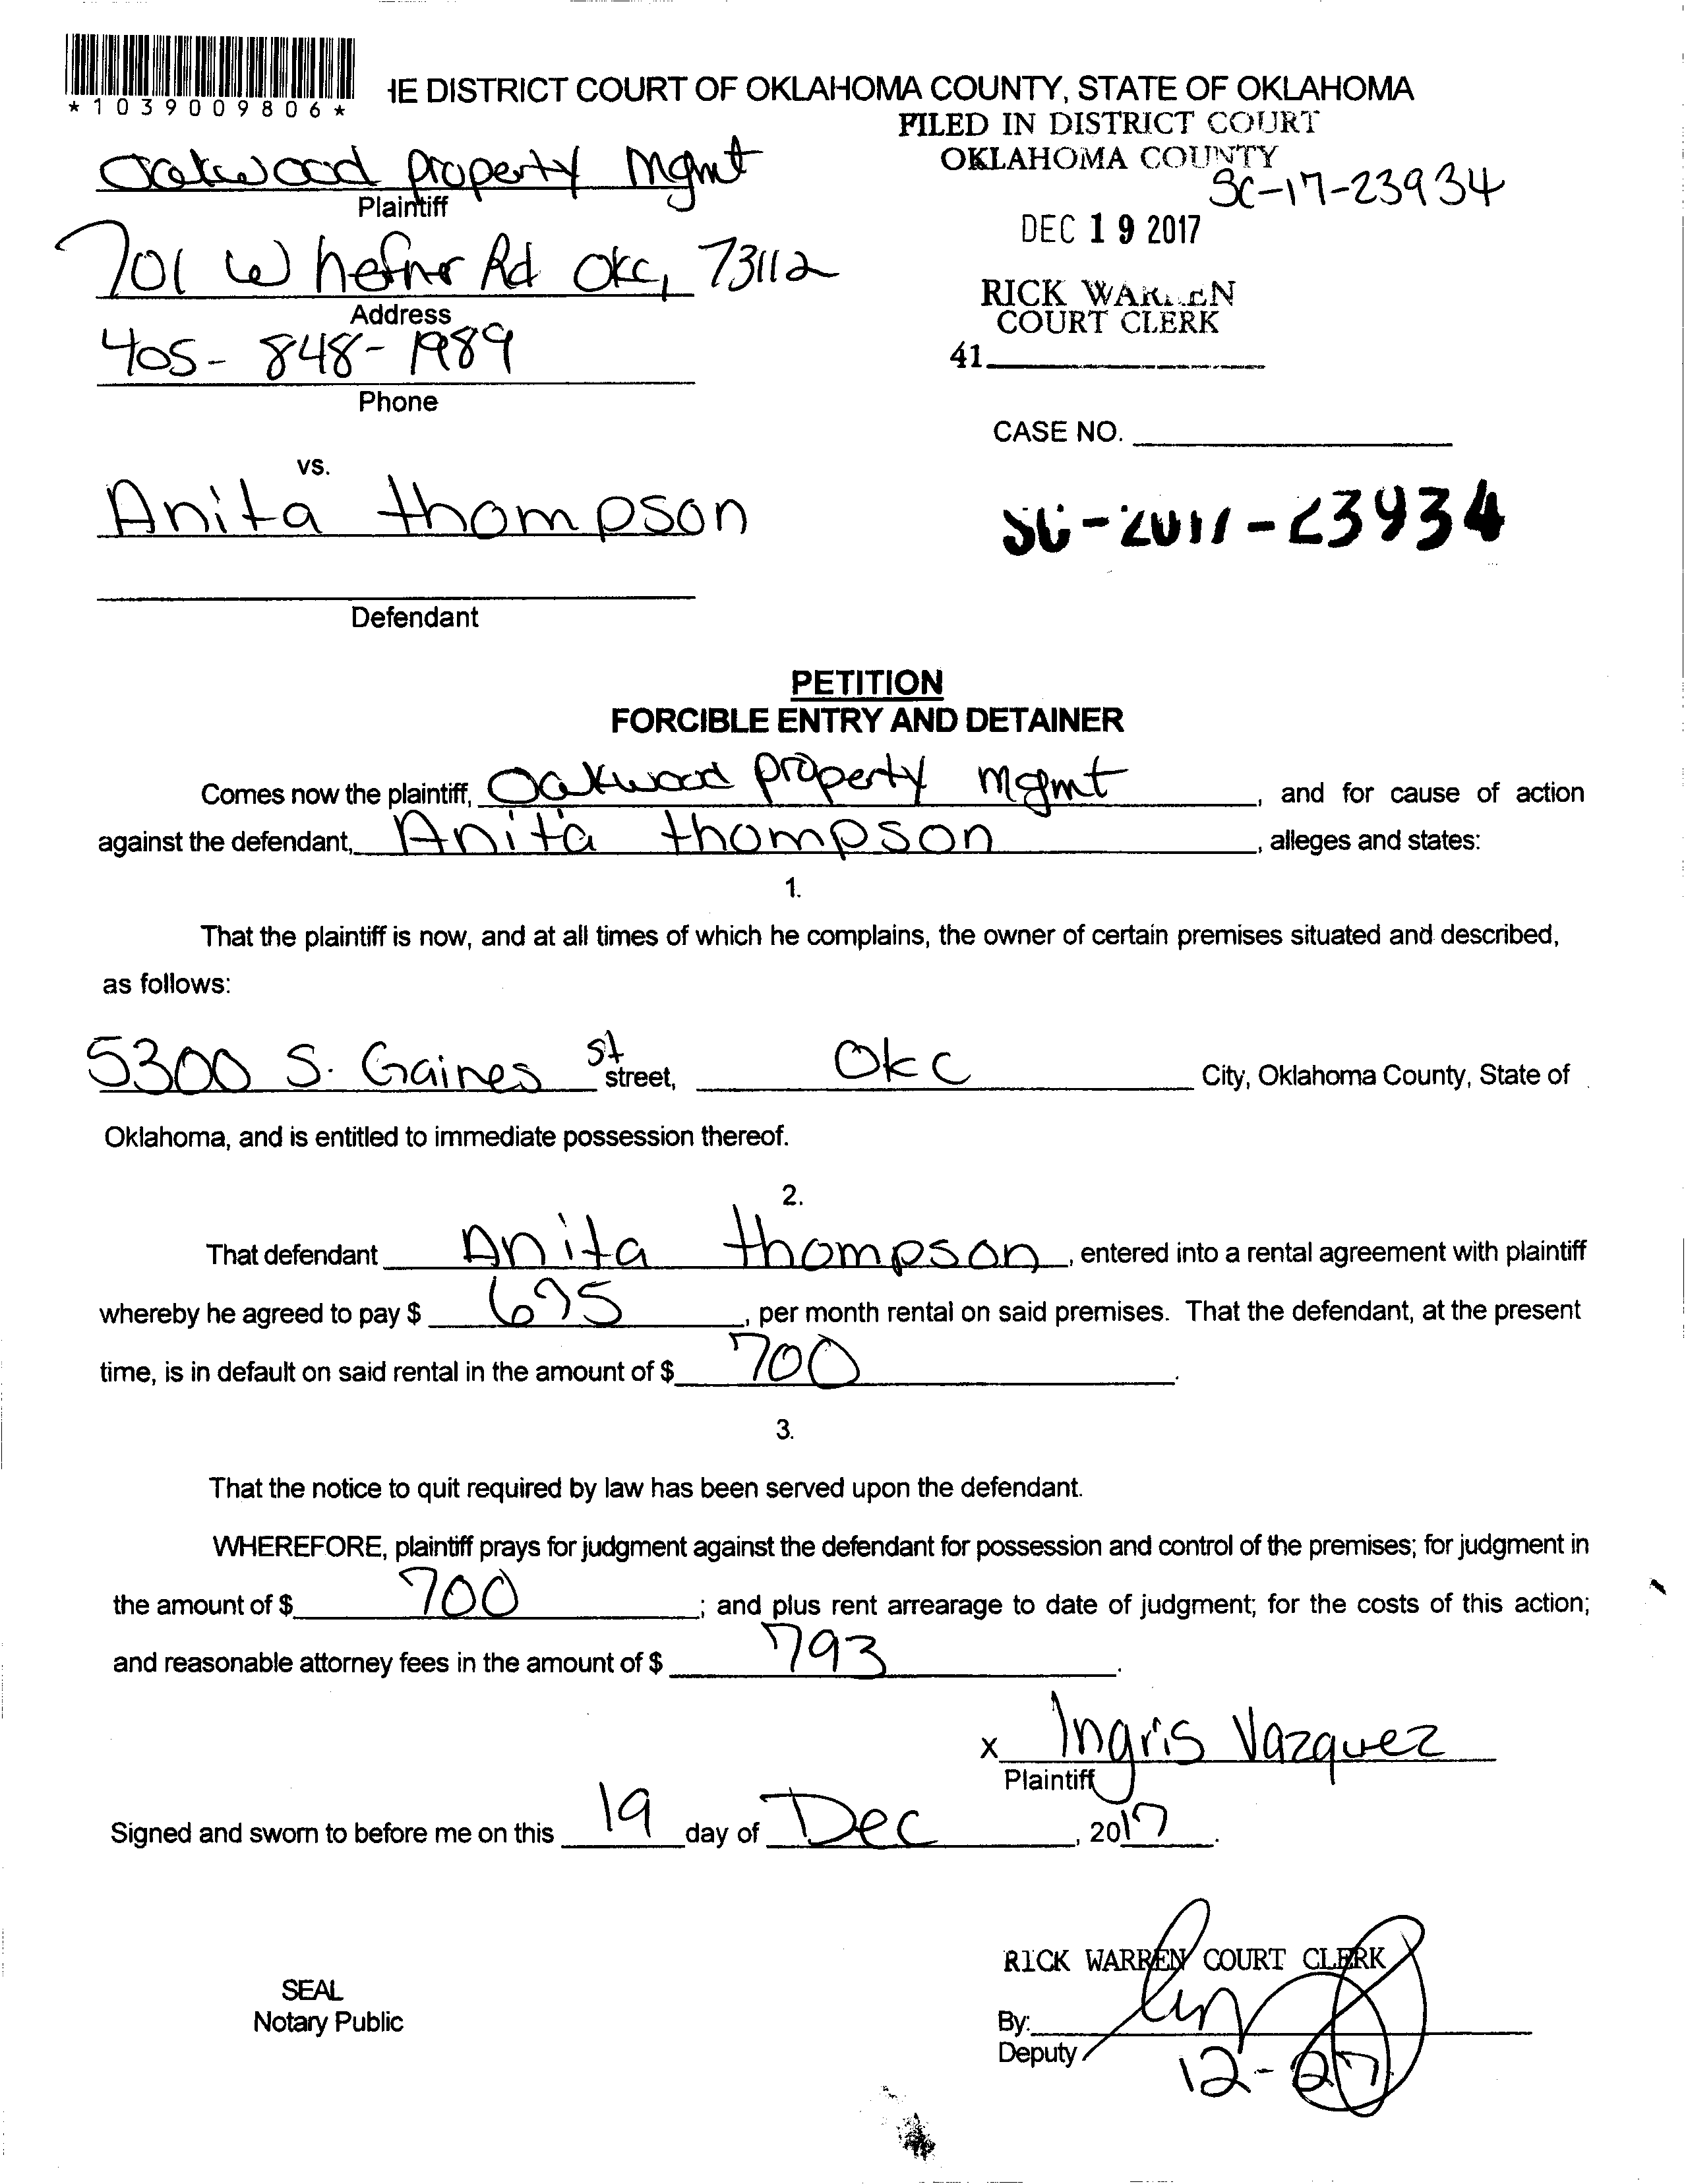 *1039009806*
HE DISTRICT COURT OF OKLAHOMA COUNTY, STATE OF OKLAHOMA
FILED IN DISTRICT COURT
OKLAHOMA COUNTY
SC-17-23934
Oakwood property Mgmt
Plaintiff
DEC 19 2017
701 W hefner Rd OKC, 73112
Address
RICK WARREN
COURT CLERK
405-848-1989
Phone
41
CASE NO.
vs.
Anita thompson
SC-2017-23934
Defendant
PETITION
FORCIBLE ENTRY AND DETAINER
Comes now the plaintiff, Oakwood property mgmt, and for cause of action
against the defendant, Anita thompson, alleges and states:
1.
That the plaintiff is now, and at all times of which he complains, the owner of certain premises situated and described,
as follows:
5300 S. Gaines st street, OKC City, Oklahoma County, State of
Oklahoma, and is entitled to immediate possession thereof.
2.
That defendant Anita thompson, entered into a rental agreement with plaintiff
whereby he agreed to pay $ 695, per month rental on said premises. That the defendant, at the present
time, is in default on said rental in the amount of $ 700.
3.
That the notice to quit required by law has been served upon the defendant.
WHEREFORE, plaintiff prays for judgment against the defendant for possession and control of the premises; for judgment in
the amount of $ 700; and plus rent arrearage to date of judgment; for the costs of this action;
and reasonable attorney fees in the amount of $ 793.
x Ingris Vazquez
Plaintiff
Signed and sworn to before me on this 19 day of Dec, 2017.
RICK WARREN COURT CLERK
SEAL
Notary Public
By:
Deputy
12-27